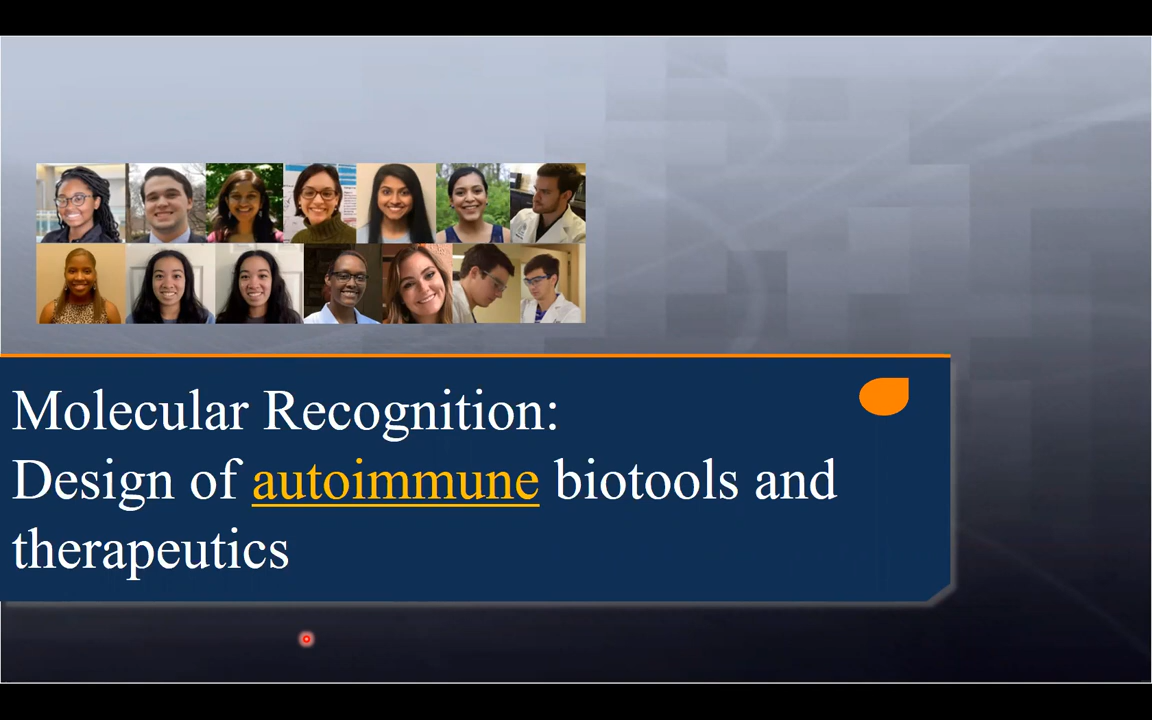 Molecular Recognition:
Design of autoimmune biotools and
therapeutics